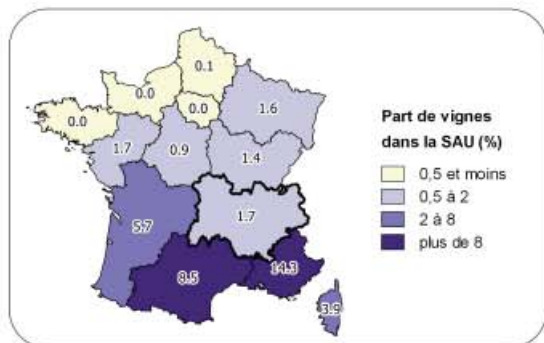 0.1
0.0
0.0
1.6
0.0
1.7
0.9
1.4
5.7
1.7
8.5
14.3
3.9
Part de vignes
dans la SAU (%)
0,5 et moins
0,5 à 2
2 à 8
plus de 8